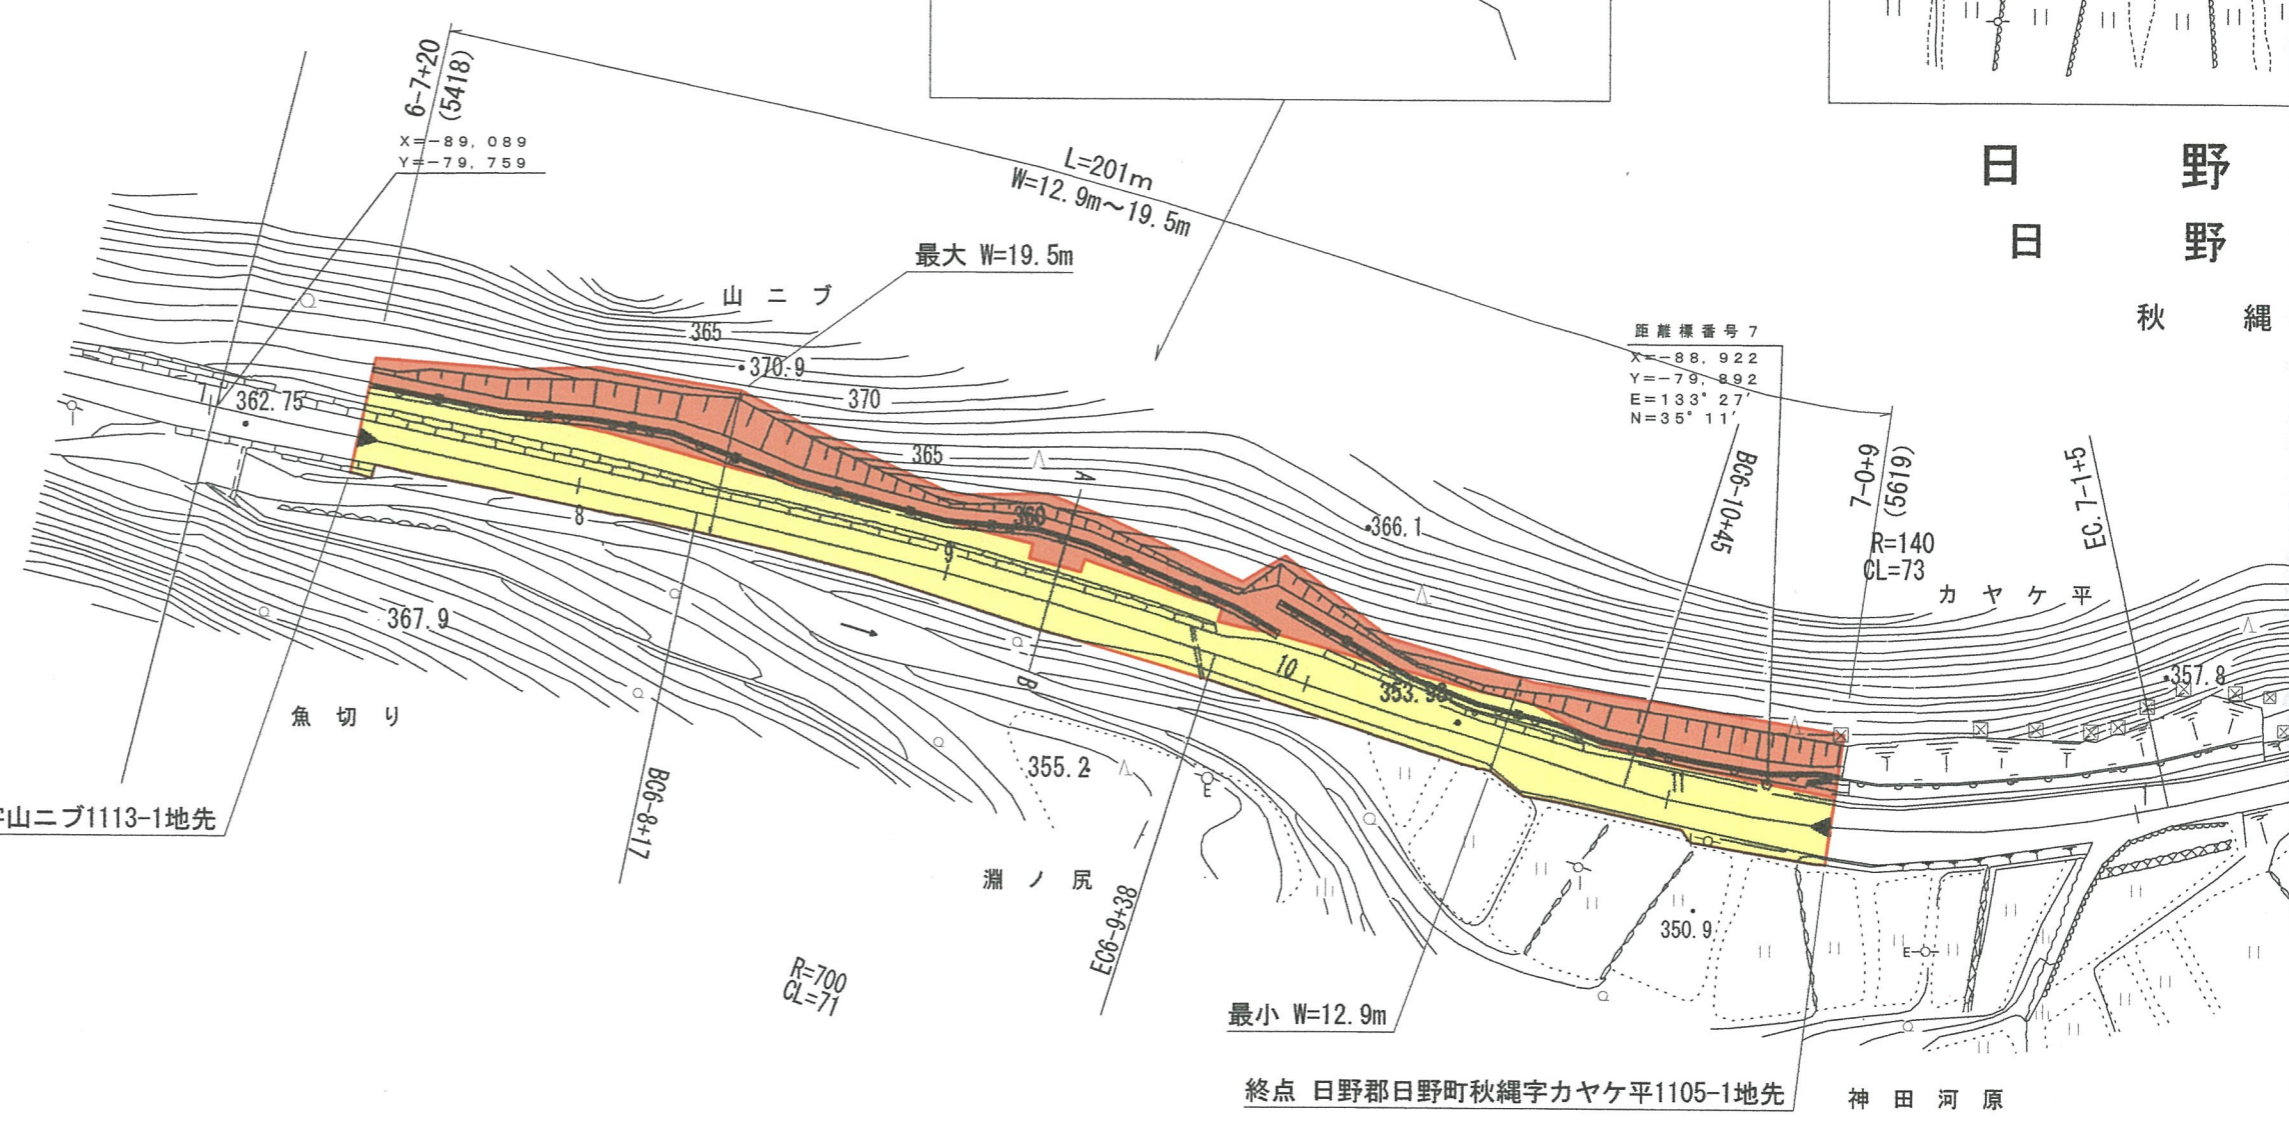 6-7+20
(5418)
X=-89, 089
Y=-79, 759
L=201m
W=12.9m～19.5m
日 野
日 野
秋 縄
最大 W=19.5m
山 ニ ブ
365
370.9
370
365
362.75
距離標番号 7
X=-88, 922
Y=-79, 892
E=133° 27′
N=35° 11′
BC6-10+45
7-0+9
(5619)
R=140
CL=73
EC. 7-1+5
カ ヤ ケ 平
366.1
A
360
8
9
10
353.9
11
357.8
367.9
魚 切 り
B
355.2
E
字山ニブ1113-1地先
BC6-8+17
淵 ノ 尻
EC6-9+38
350.9
E
R=700
CL=71
最小 W=12.9m
終点 日野郡日野町秋縄字カヤケ平1105-1地先
神 田 河 原